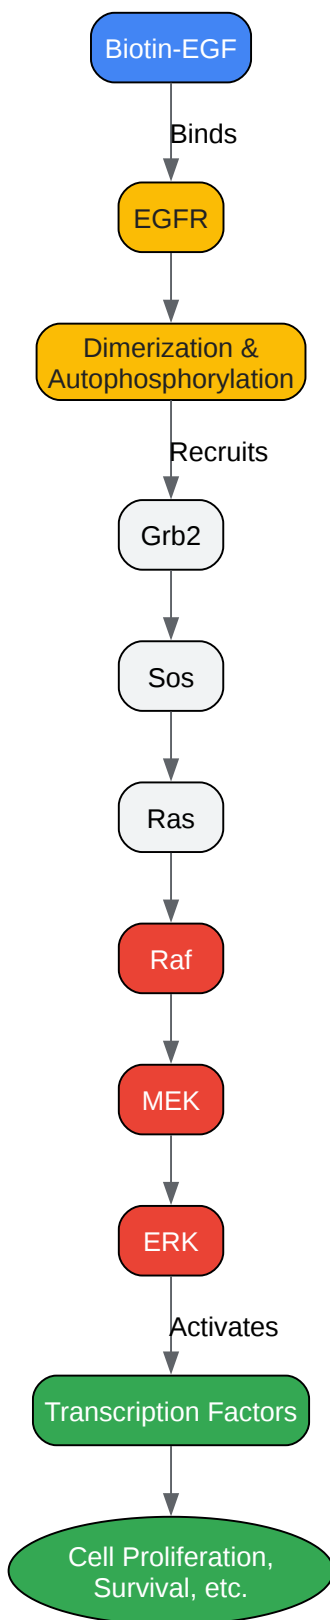 Biotin-EGF
Binds
EGFR
Dimerization &
Autophosphorylation
Recruits
Grb2
Sos
Ras
Raf
MEK
ERK
Activates
Transcription Factors
Cell Proliferation,
Survival, etc.